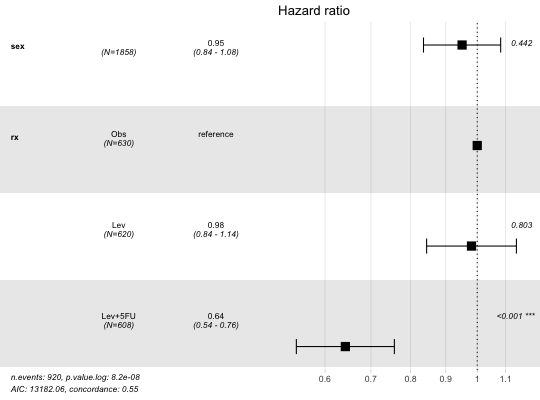 Hazard ratio
sex
(N=1858)
0.95
(0.84 - 1.08)
0.442
rx
Obs
(N=630)
reference
Lev
(N=620)
0.98
(0.84 - 1.14)
0.803
Lev+5FU
(N=608)
0.64
(0.54 - 0.76)
<0.001 ***
n.events: 920, p.value.log: 8.2e-08
AIC: 13182.06, concordance: 0.55
0.6 0.7 0.8 0.9 1 1.1